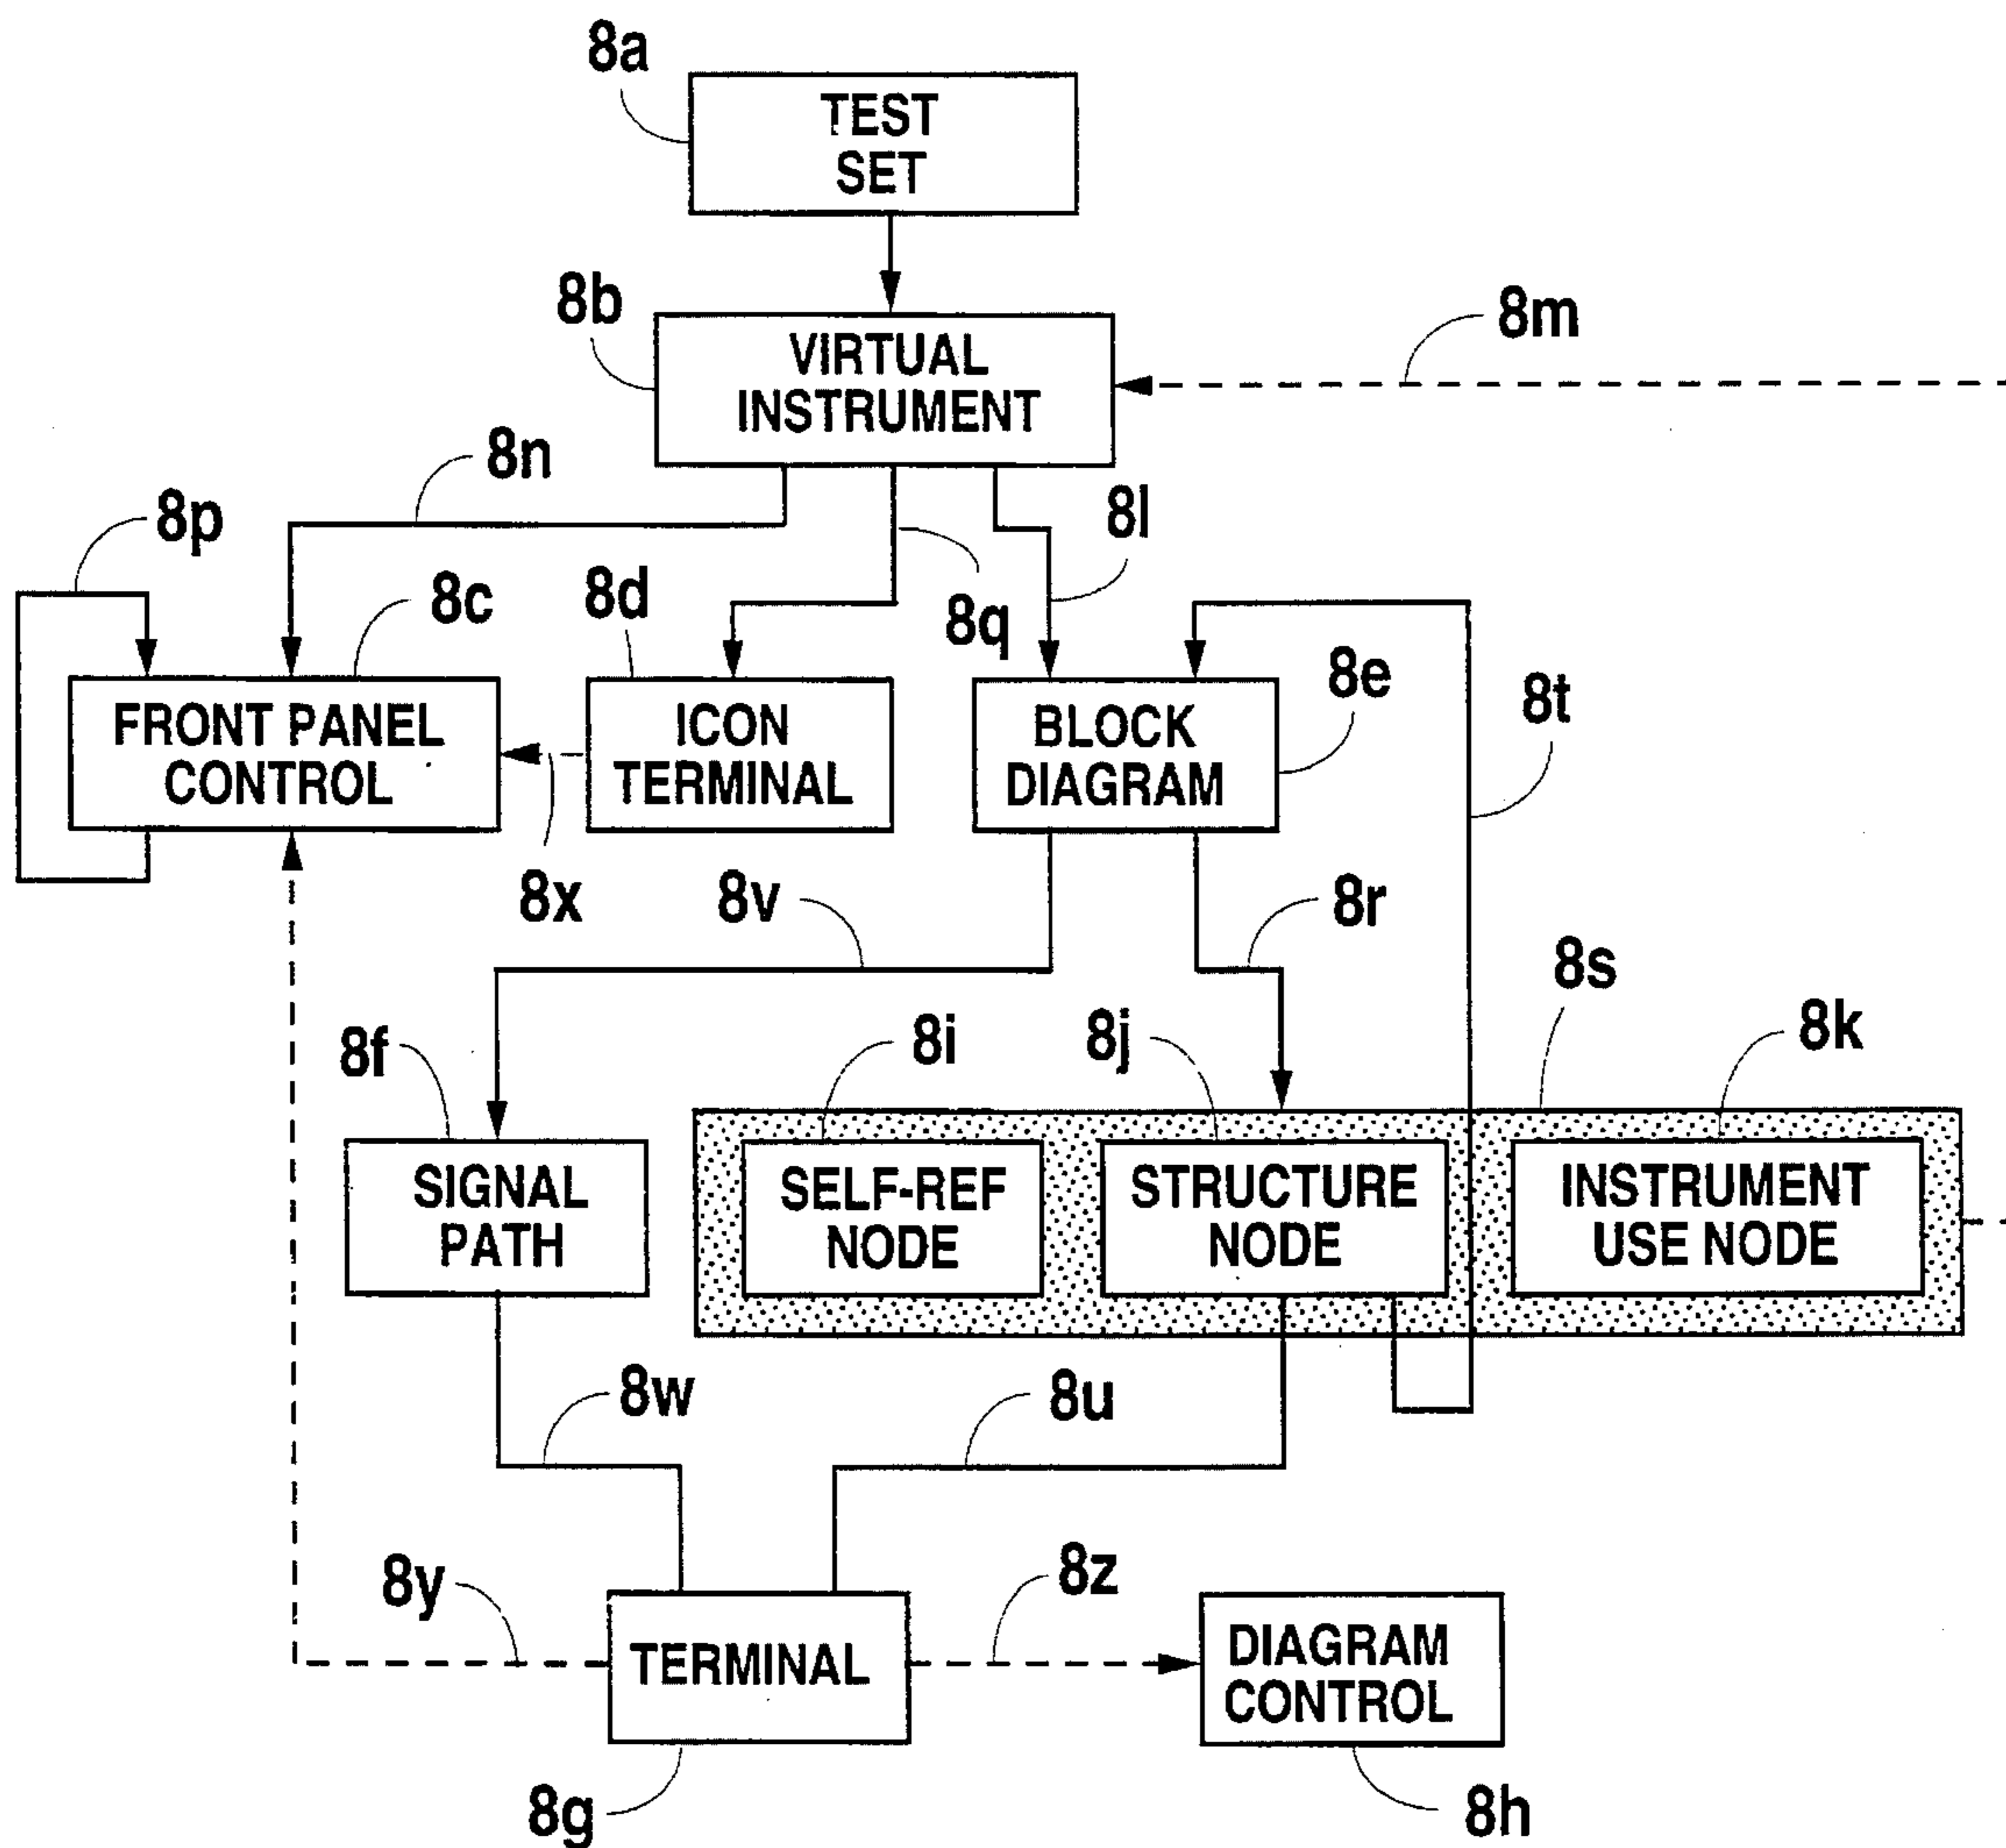 8a
TEST
SET
8b
VIRTUAL
INSTRUMENT
8m
8n
8p
8l
8c
8d
8q
8e
8t
FRONT PANEL
CONTROL
ICON
TERMINAL
BLOCK
DIAGRAM
8x
8v
8r
8s
8f
8i
8j
8k
SIGNAL
PATH
SELF-REF
NODE
STRUCTURE
NODE
INSTRUMENT
USE NODE
8w
8u
8y
8z
TERMINAL
DIAGRAM
CONTROL
8g
8h